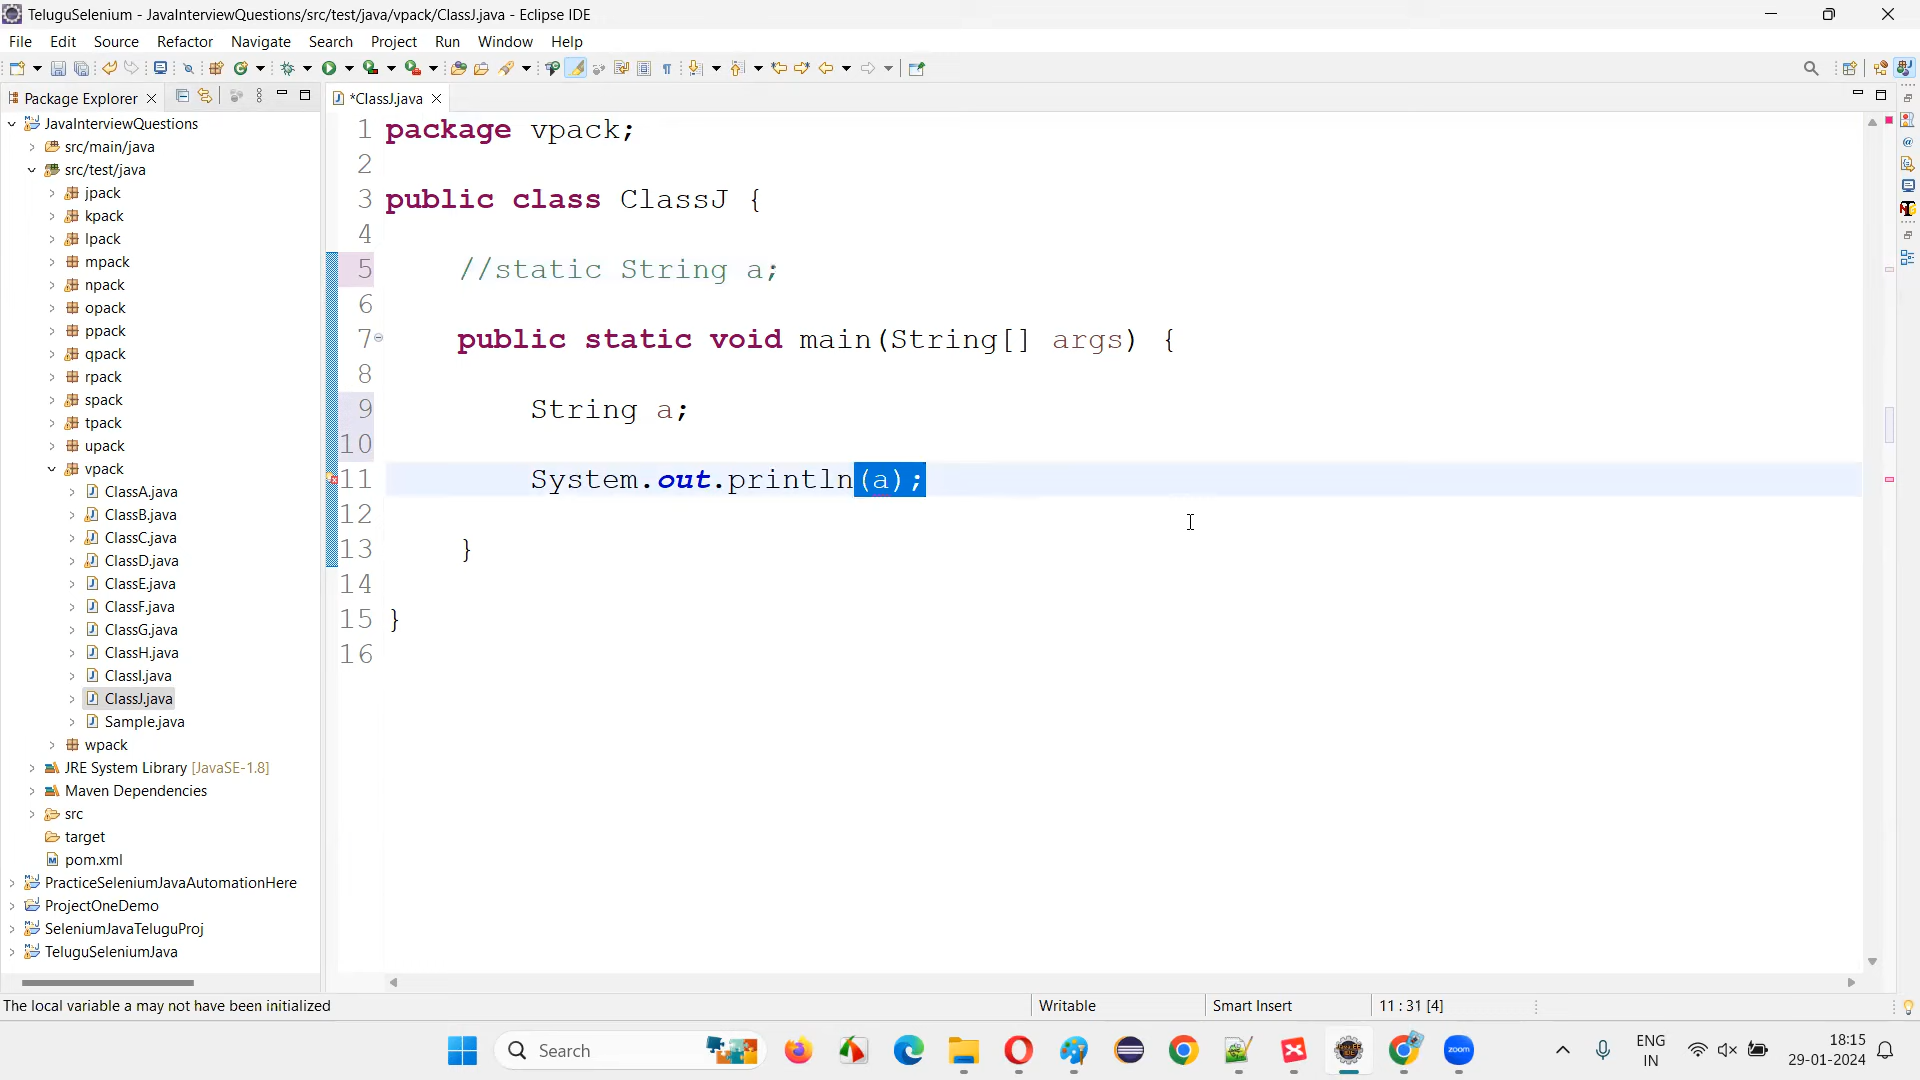 TeluguSelenium - JavaInterviewQuestions/src/test/java/vpack/ClassJ.java - Eclipse IDE
File Edit Source Refactor Navigate Search Project Run Window Help
Package Explorer
*ClassJ.java
JavaInterviewQuestions
src/main/java
src/test/java
jpack
kpack
lpack
mpack
npack
opack
ppack
qpack
rpack
spack
tpack
upack
vpack
ClassA.java
ClassB.java
ClassC.java
ClassD.java
ClassE.java
ClassF.java
ClassG.java
ClassH.java
ClassI.java
ClassJ.java
Sample.java
wpack
JRE System Library [JavaSE-1.8]
Maven Dependencies
src
target
pom.xml
PracticeSeleniumJavaAutomationHere
ProjectOneDemo
SeleniumJavaTeluguProj
TeluguSeleniumJava
1 package vpack;
2
3 public class ClassJ {
4
5 //static String a;
6
7 public static void main(String[] args) {
8
9 String a;
10
11 System.out.println(a);
12
13 }
14
15 }
16
The local variable a may not have been initialized
Writable
Smart Insert
11 : 31 [4]
Search
zoom
ENG
IN
18:15
29-01-2024